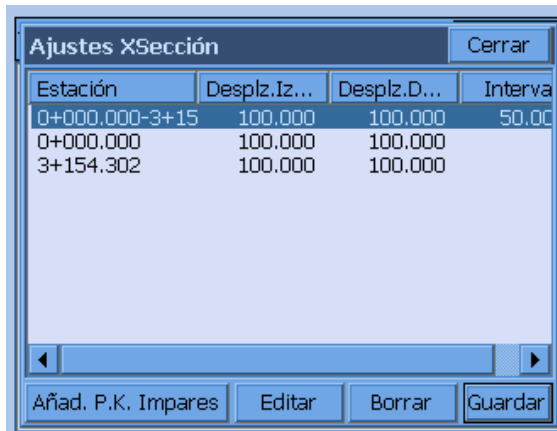 Ajustes XSección Cerrar
Estación Desplz.Iz... Desplz.D... Interva
0+000.000-3+15 100.000 100.000 50.00
0+000.000 100.000 100.000
3+154.302 100.000 100.000
Añad. P.K. Impares Editar Borrar Guardar